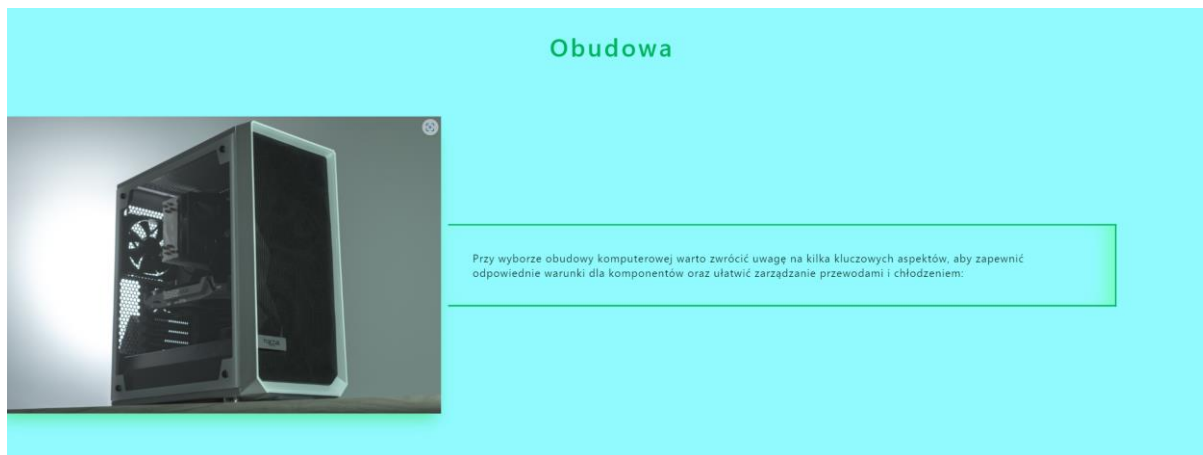 Obudowa
Przy wyborze obudowy komputerowej warto zwrócić uwagę na kilka kluczowych aspektów, aby zapewnić
odpowiednie warunki dla komponentów oraz ułatwić zarządzanie przewodami i chłodzeniem: